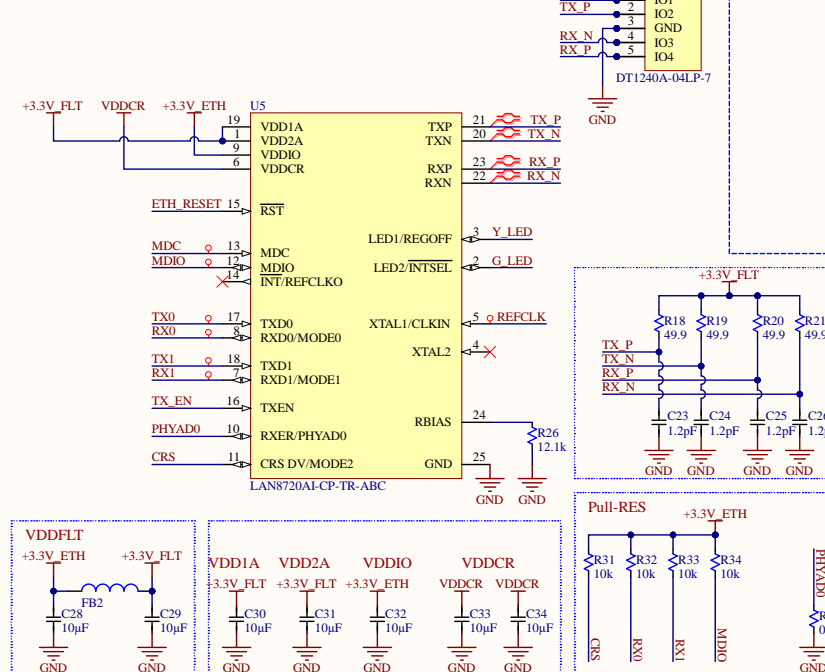 IO1
TX_P 2 IO2
3 GND
RX_N 4 IO3
RX_P 5 IO4
DT1240A-04LP-7
GND
+3.3V_FLT VDDCR +3.3V_ETH U5
19 VDD1A TXP 21 TX_P
1 VDD2A TXN 20 TX_N
9 VDDIO RXP 23 RX_P
6 VDDCR RXN 22 RX_N
ETH_RESET 15 RST
LED1/REGOFF 3 Y_LED
MDC 13 MDC
MDIO 12 MDIO LED2/INTSEL 2 G_LED
14 INT/REFCLKO
TX0 17 TXD0 XTAL1/CLKIN 5 REFCLK
RX0 8 RXD0/MODE0
XTAL2 4
TX1 18 TXD1
RX1 7 RXD1/MODE1
TX_EN 16 TXEN
RBIAS 24
PHYAD0 10 RXER/PHYAD0
R26
12.1k
CRS 11 CRS DV/MODE2 GND 25
LAN8720AI-CP-TR-ABC
GND GND
+3.3V_FLT
R18 R19 R20 R21
49.9 49.9 49.9 49.9
TX_P
TX_N
RX_P
RX_N
C23 C24 C25
1.2pF 1.2pF 1.2pF
GND GND GND GND
VDDFLT
+3.3V_ETH +3.3V_FLT
FB2
C28 C29
10μF 10μF
GND GND
VDD1A VDD2A VDDIO VDDCR
+3.3V_FLT +3.3V_FLT +3.3V_ETH VDDCR VDDCR
C30 C31 C32 C33 C34
10μF 10μF 10μF 10μF 10μF
GND GND GND GND GND
Pull-RES
+3.3V_ETH
R31 R32 R33 R34
10k 10k 10k 10k
CRS RX0 RX1 MDIO
PHYAD0
GND